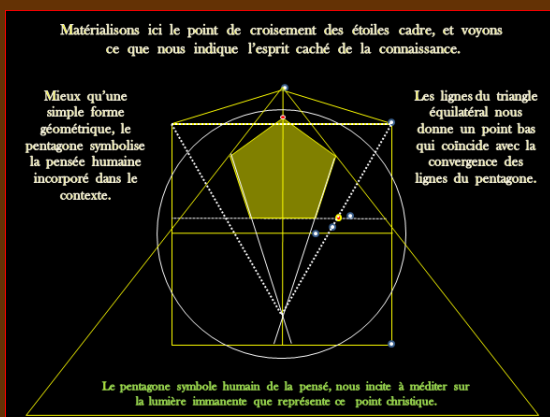 Matérialisons ici le point de croisement des étoiles cadre, et voyons
ce que nous indique l'esprit caché de la connaissance.
Mieux qu'une
simple forme
géométrique, le
pentagone symbolise
la pensée humaine
incorporé dans le
contexte.
Les lignes du triangle
équilatéral nous
donne un point bas
qui coïncide avec la
convergence des
lignes du pentagone.
Le pentagone symbole humain de la pensé, nous incite à méditer sur
la lumière immanente que représente ce point christique.